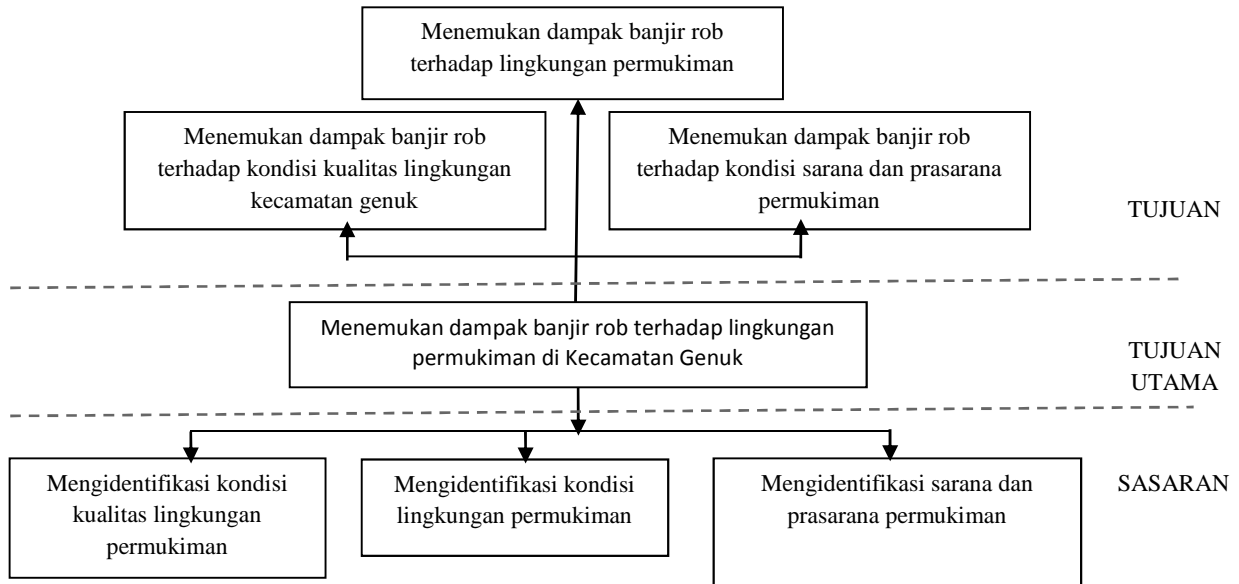 Menemukan dampak banjir rob
terhadap lingkungan permukiman
Menemukan dampak banjir rob
terhadap kondisi kualitas lingkungan
kecamatan genuk
Menemukan dampak banjir rob
terhadap kondisi sarana dan prasarana
permukiman
TUJUAN
Menemukan dampak banjir rob terhadap lingkungan
permukiman di Kecamatan Genuk
TUJUAN
UTAMA
Mengidentifikasi kondisi
kualitas lingkungan
permukiman
Mengidentifikasi kondisi
lingkungan permukiman
Mengidentifikasi sarana dan
prasarana permukiman
SASARAN